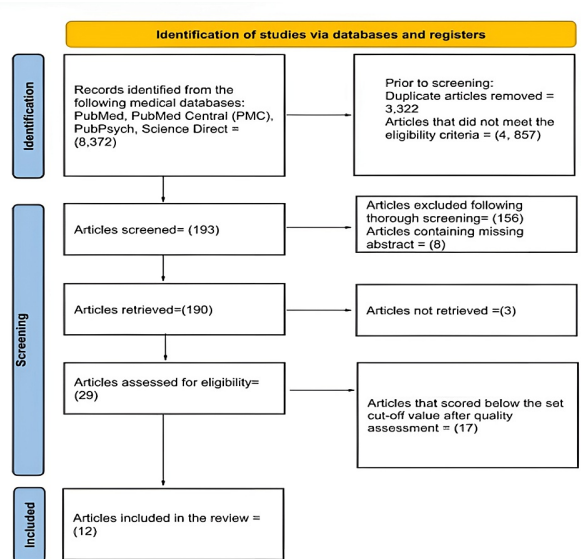 Identification of studies via databases and registers
Identification
Records identified from the
following medical databases:
PubMed, PubMed Central (PMC),
PubPsych, Science Direct =
(8,372)
Prior to screening:
Duplicate articles removed =
3,322
Articles that did not meet the
eligibility criteria = (4, 857)
Screening
Articles screened= (193)
Articles excluded following
thorough screening= (156)
Articles containing missing
abstract = (8)
Articles retrieved=(190)
Articles not retrieved =(3)
Articles assessed for eligibility=
(29)
Articles that scored below the set
cut-off value after quality
assessment = (17)
Included
Articles included in the review =
(12)